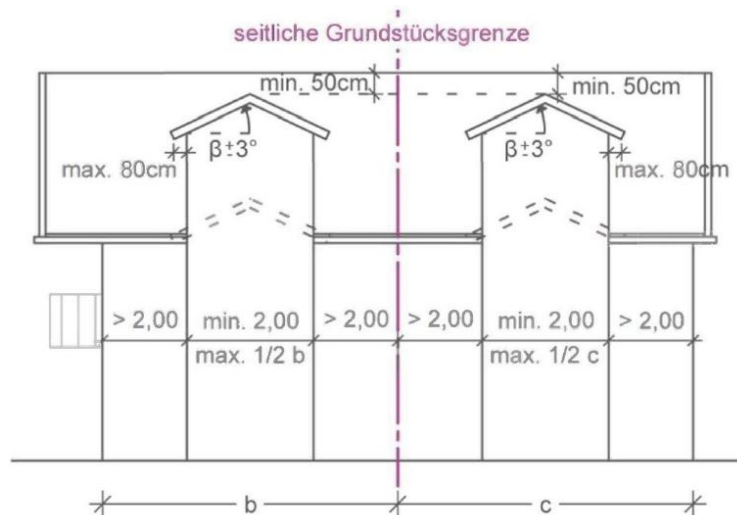 seitliche Grundstücksgrenze
min. 50cm
min. 50cm
β±3°
β±3°
max. 80cm
max. 80cm
> 2,00
min. 2,00
> 2,00
> 2,00
min. 2,00
> 2,00
max. 1/2 b
max. 1/2 c
b
c